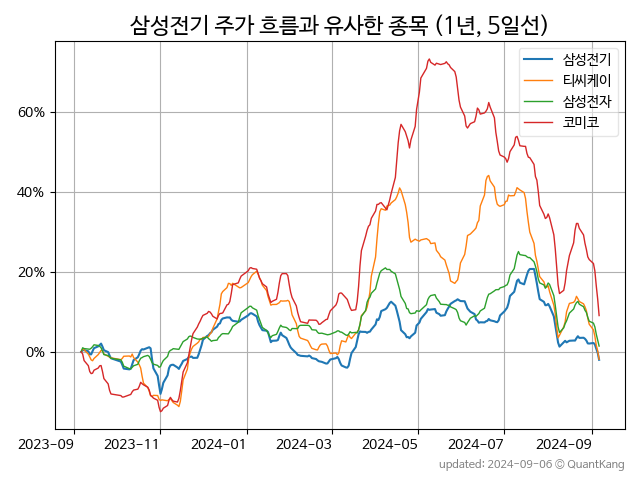 삼성전기 주가 흐름과 유사한 종목 (1년, 5일선)
삼성전기
티씨케이
삼성전자
코미코
60%
40%
20%
0%
2023-09
2023-11
2024-01
2024-03
2024-05
2024-07
2024-09
updated: 2024-09-06 © QuantKang